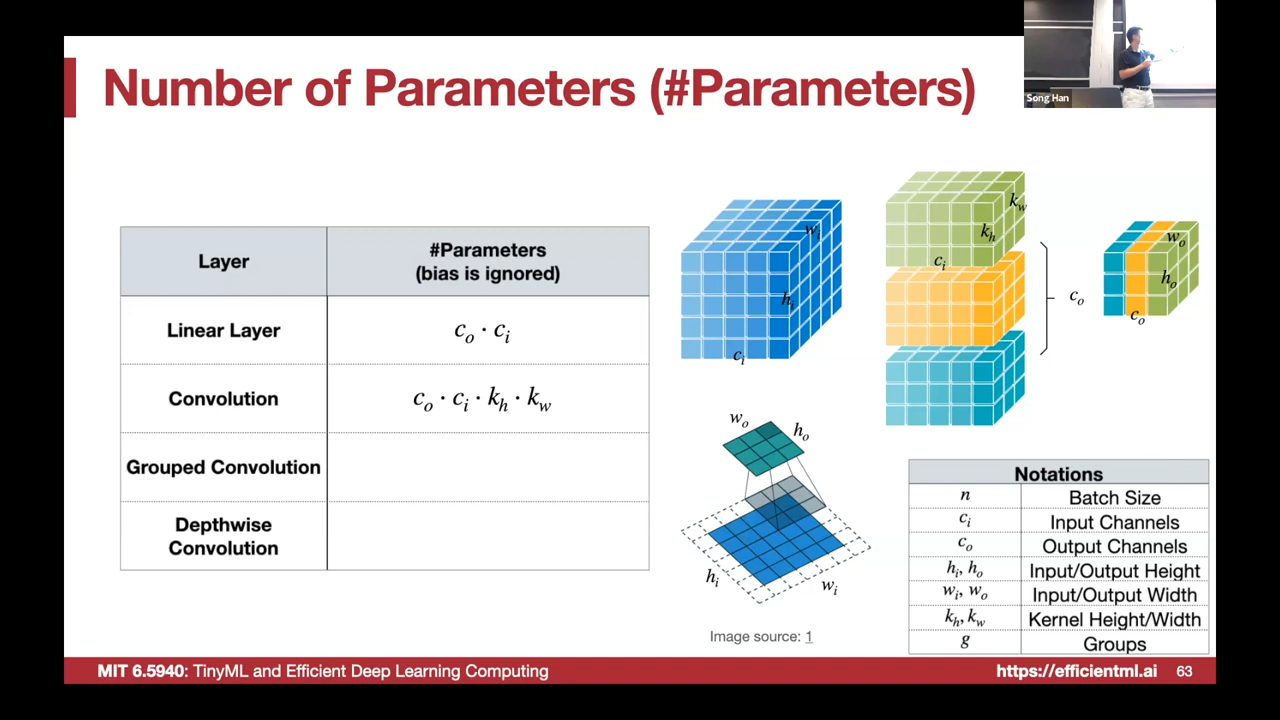 Number of Parameters (#Parameters)
Song Han
Layer
#Parameters
(bias is ignored)
Linear Layer
c_o · c_i
Convolution
c_o · c_i · k_h · k_w
Grouped Convolution
Depthwise
Convolution
w_i
h_i
c_i
k_w
k_h
c_i
c_o
w_o
h_o
c_o
w_o
h_o
h_i
w_i
Image source: 1
Notations
n Batch Size
c_i Input Channels
c_o Output Channels
h_i, h_o Input/Output Height
w_i, w_o Input/Output Width
k_h, k_w Kernel Height/Width
g Groups
MIT 6.5940: TinyML and Efficient Deep Learning Computing
https://efficientml.ai
63